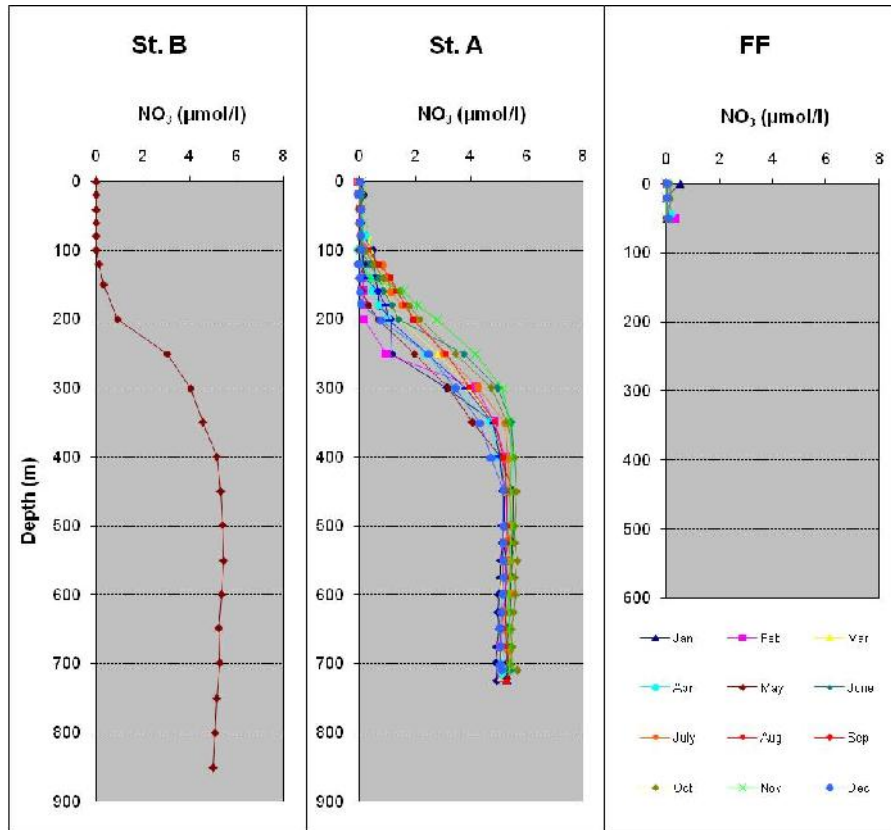 St. B
St. A
FF
NO₃ (µmol/l)
NO₃ (µmol/l)
NO₃ (µmol/l)
0 2 4 6 8
0 2 4 6 8
0 2 4 6 8
Depth (m)
0
100
200
300
400
500
600
700
800
900
0
100
200
300
400
500
600
700
800
900
0
100
200
300
400
500
600
Jan Feb Mar
Apr May June
July Aug Sep
Oct Nov Dec